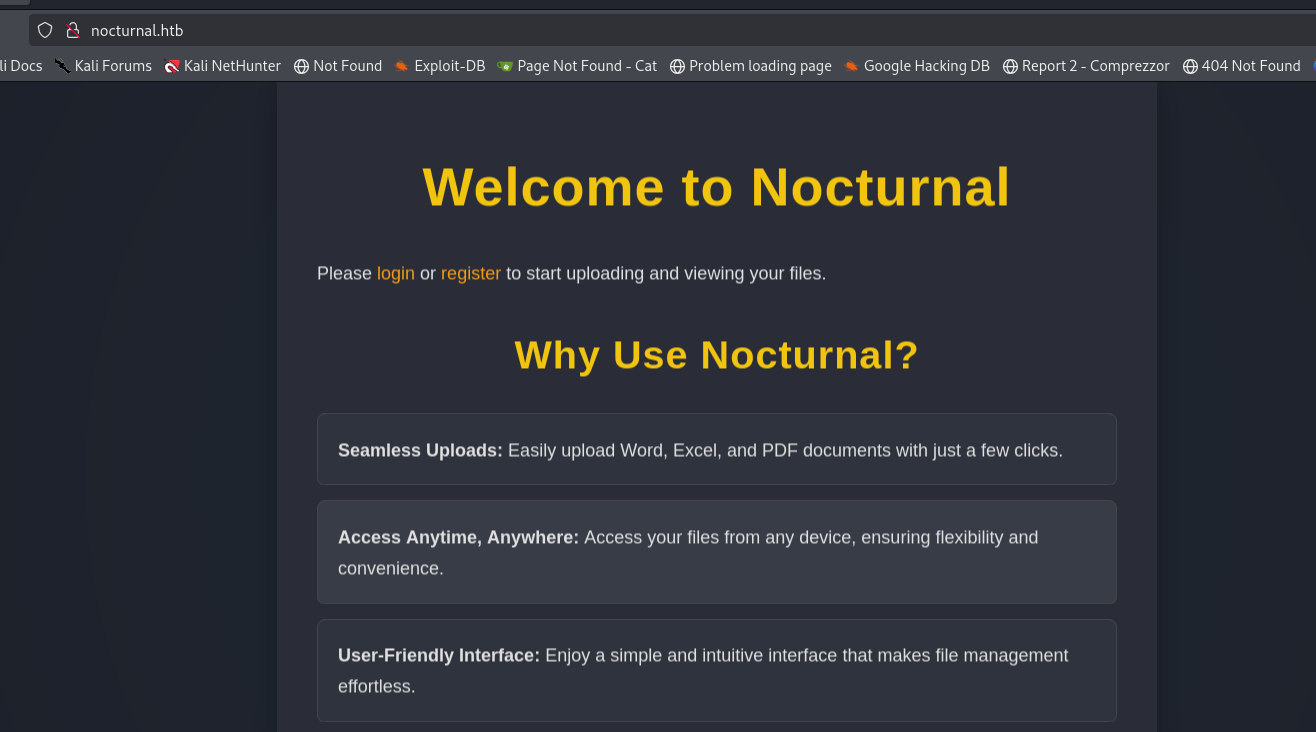 nocturnal.htb
li Docs Kali Forums Kali NetHunter Not Found Exploit-DB Page Not Found - Cat Problem loading page Google Hacking DB Report 2 - Comprezzor 404 Not Found
Welcome to Nocturnal
Please login or register to start uploading and viewing your files.
Why Use Nocturnal?
Seamless Uploads: Easily upload Word, Excel, and PDF documents with just a few clicks.
Access Anytime, Anywhere: Access your files from any device, ensuring flexibility and
convenience.
User-Friendly Interface: Enjoy a simple and intuitive interface that makes file management
effortless.